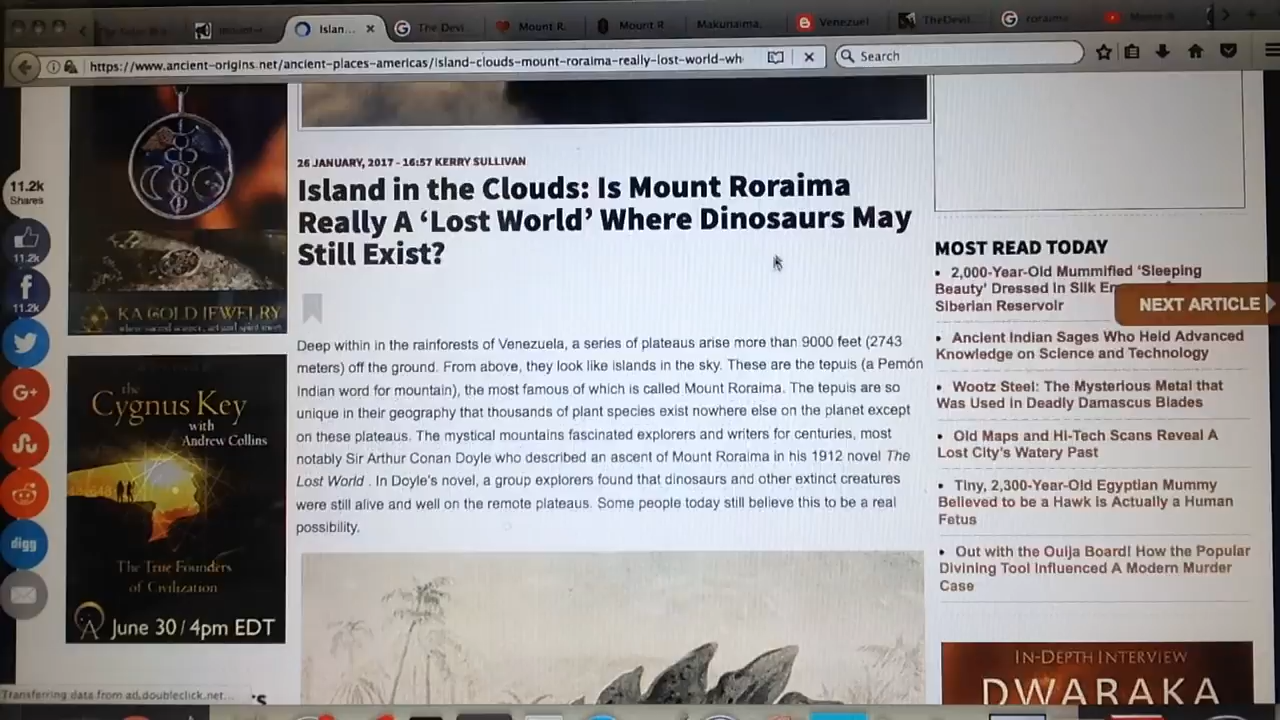 Islan...
The Devi
Mount R.
Mount R
Makunaima,
Venezuel
TheDevil
roraima
https://www.ancient-origins.net/ancient-places-americas/island-clouds-mount-roraima-really-lost-world-wh
Search
11.2k
Shares
11.2k
11.2k
G+
digg
KA GOLD JEWELRY
the
Cygnus Key
with
Andrew Collins
The True Founders
of Civilization
June 30 / 4pm EDT
26 JANUARY, 2017 - 16:57 KERRY SULLIVAN
Island in the Clouds: Is Mount Roraima
Really A ‘Lost World’ Where Dinosaurs May
Still Exist?
Deep within in the rainforests of Venezuela, a series of plateaus arise more than 9000 feet (2743
meters) off the ground. From above, they look like islands in the sky. These are the tepuis (a Pemón
Indian word for mountain), the most famous of which is called Mount Roraima. The tepuis are so
unique in their geography that thousands of plant species exist nowhere else on the planet except
on these plateaus. The mystical mountains fascinated explorers and writers for centuries, most
notably Sir Arthur Conan Doyle who described an ascent of Mount Roraima in his 1912 novel The
Lost World . In Doyle's novel, a group explorers found that dinosaurs and other extinct creatures
were still alive and well on the remote plateaus. Some people today still believe this to be a real
possibility.
MOST READ TODAY
2,000-Year-Old Mummified ‘Sleeping
Beauty’ Dressed In Silk
Siberian Reservoir
NEXT ARTICLE
Ancient Indian Sages Who Held Advanced
Knowledge on Science and Technology
Wootz Steel: The Mysterious Metal that
Was Used in Deadly Damascus Blades
Old Maps and Hi-Tech Scans Reveal A
Lost City's Watery Past
Tiny, 2,300-Year-Old Egyptian Mummy
Believed to be a Hawk is Actually a Human
Fetus
Out with the Ouija Board! How the Popular
Divining Tool Influenced A Modern Murder
Case
IN-DEPTH INTERVIEW
DWARAKA
Transferring data from ad.doubleclick.net...